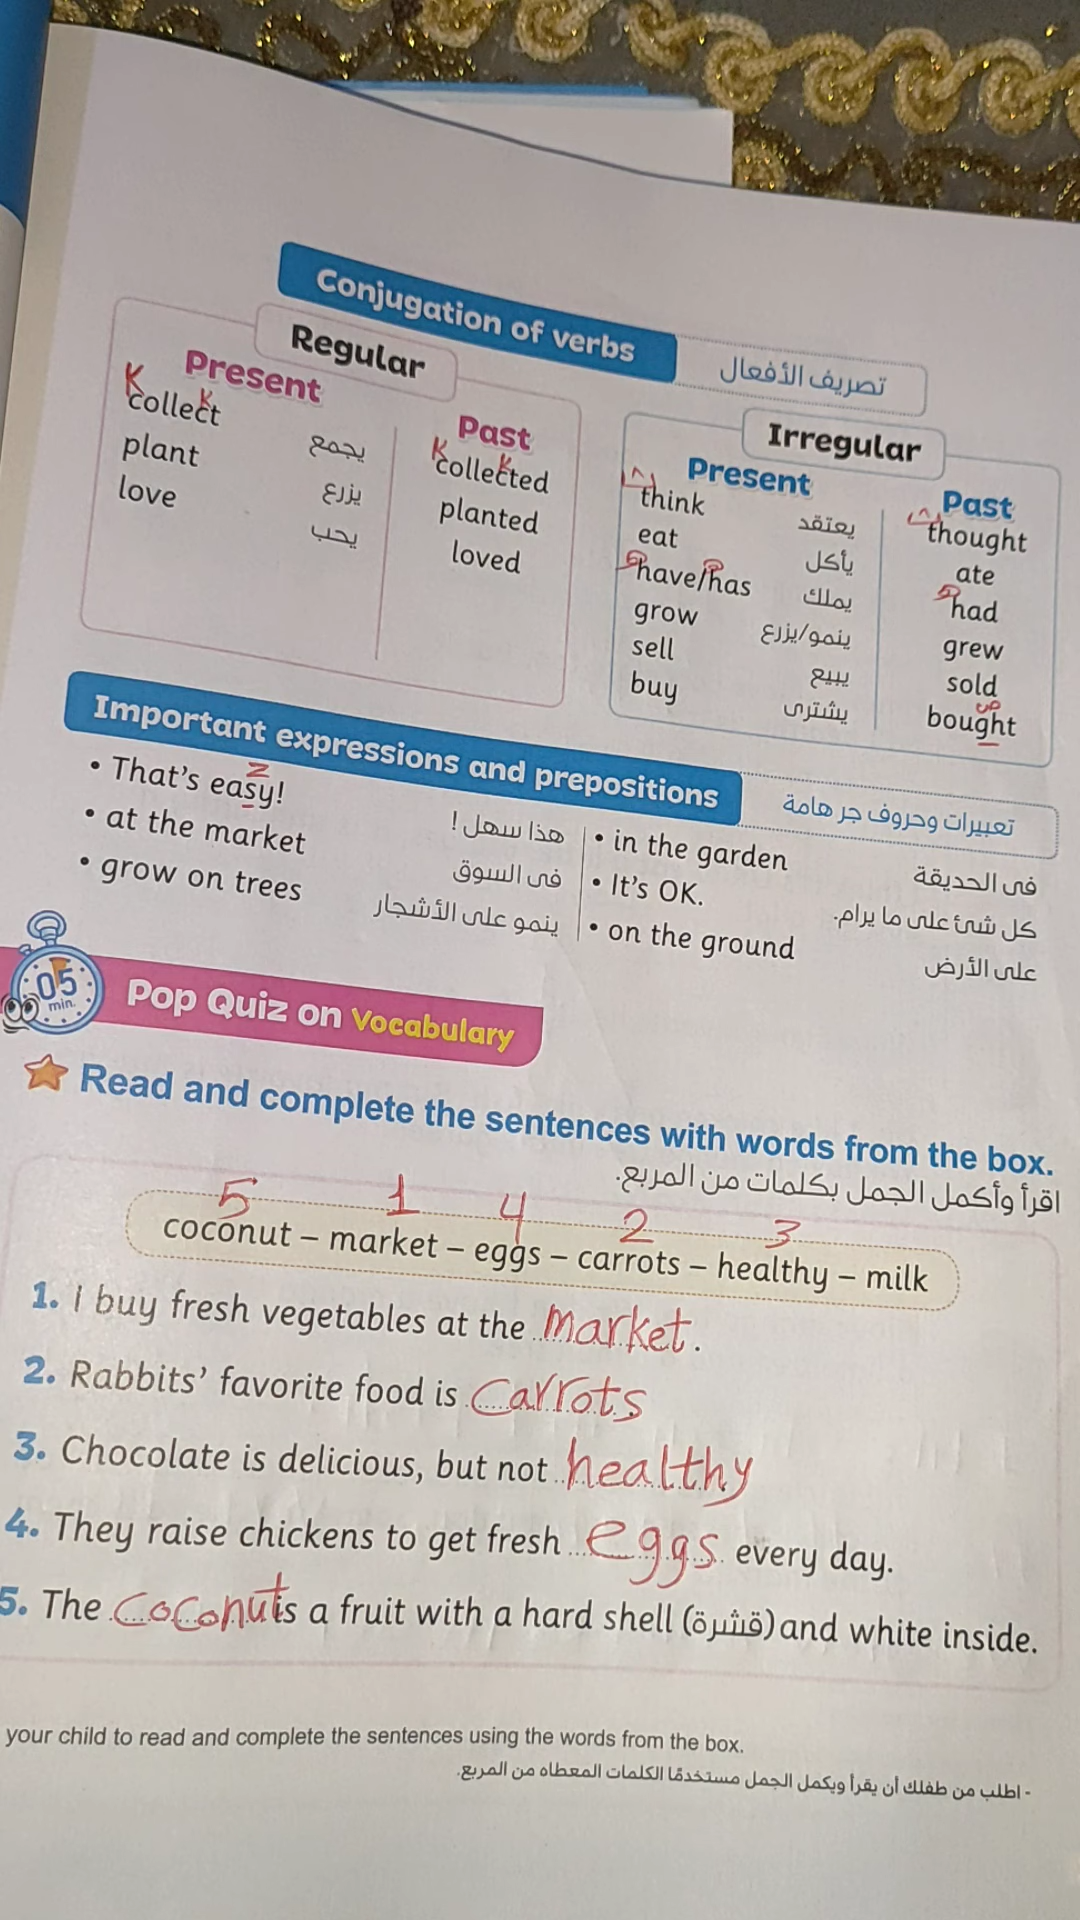 Conjugation of verbs
تصريف الأفعال
Regular
Present
Past
K K
collect يجمع
K K
collected
plant يزرع planted
love يحب loved
Irregular
Present
Past
think يعتقد thought
eat يأكل ate
have/has يملك had
grow ينمو/يزرع grew
sell يبيع sold
buy يشترى bought
Important expressions and prepositions
تعبيرات وحروف جر هامة
z
• That's easy! هذا سهل !
• at the market فى السوق
• grow on trees ينمو على الأشجار
• in the garden فى الحديقة
• It's OK. كل شئ على ما يرام.
• on the ground على الأرض
05
min.
Pop Quiz on Vocabulary
Read and complete the sentences with words from the box.
اقرأ وأكمل الجمل بكلمات من المربع.
5 1 4 2 3
coconut – market – eggs – carrots – healthy – milk
1. I buy fresh vegetables at the market.
2. Rabbits' favorite food is carrots
3. Chocolate is delicious, but not healthy
4. They raise chickens to get fresh eggs every day.
5. The coconut is a fruit with a hard shell (قشرة) and white inside.
your child to read and complete the sentences using the words from the box.
- اطلب من طفلك أن يقرأ ويكمل الجمل مستخدمًا الكلمات المعطاه من المربع.